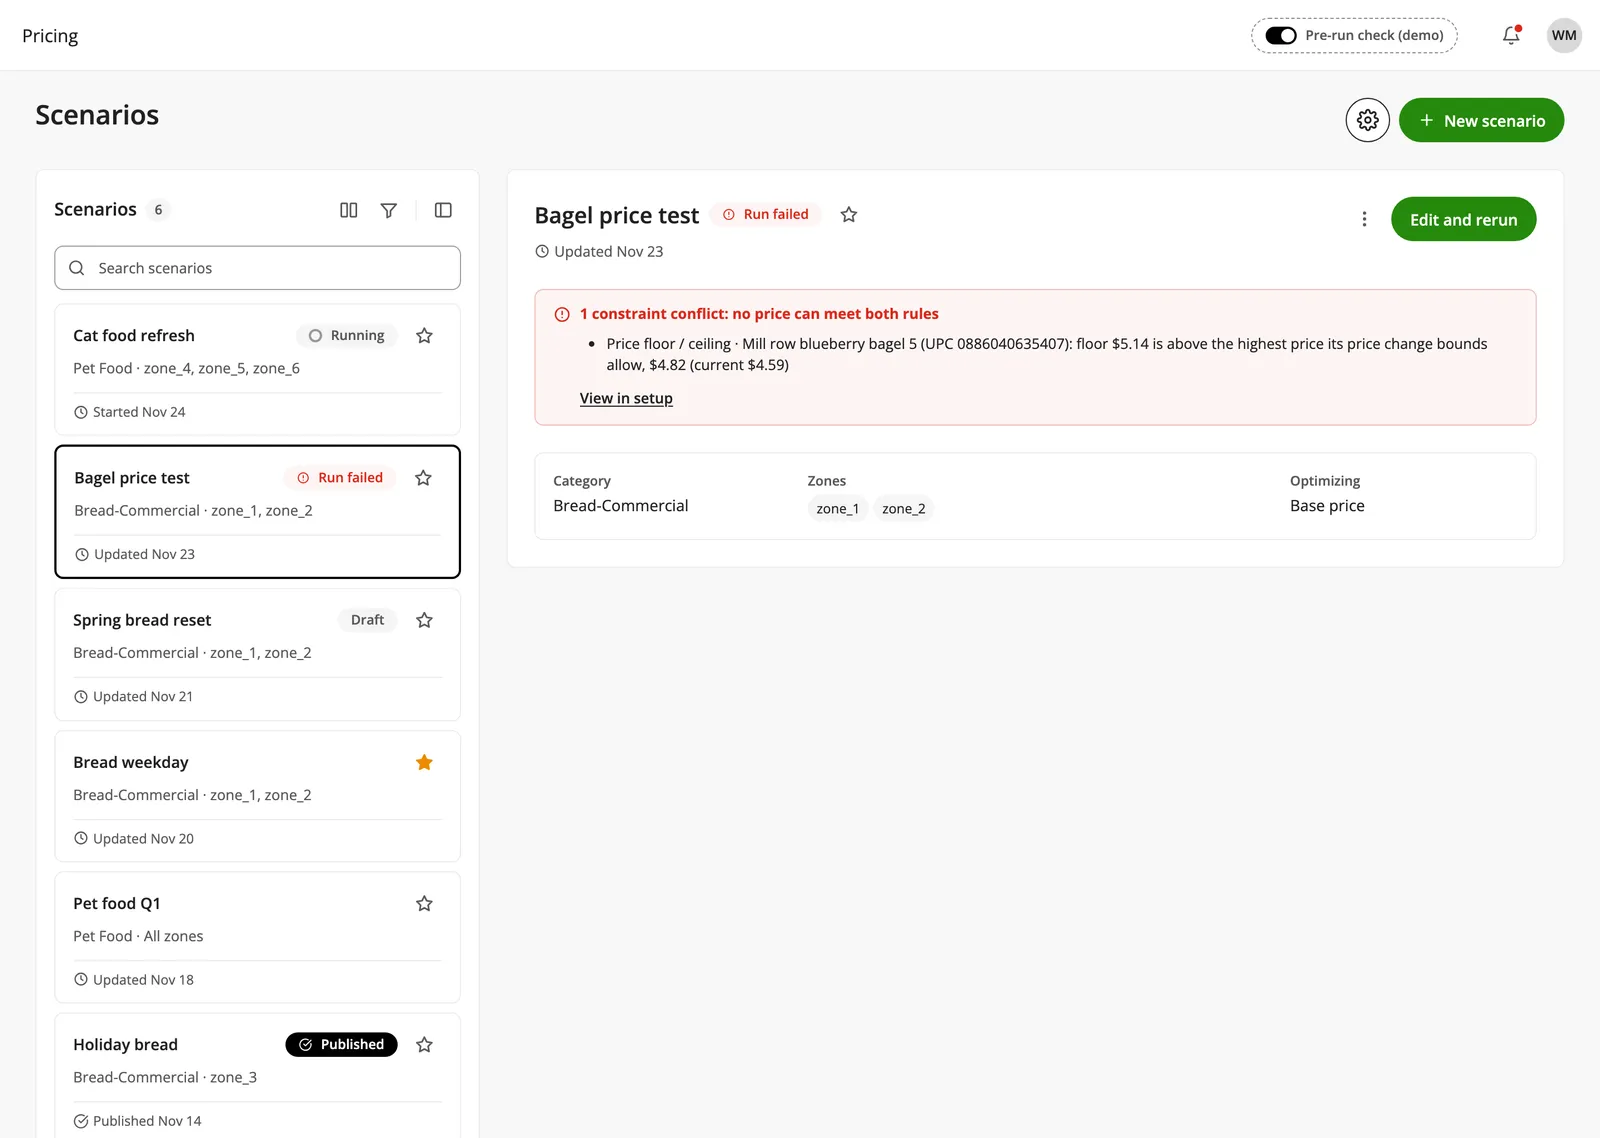 Pricing
Pre-run check (demo)
WM
Scenarios
New scenario
Scenarios 6
Search scenarios
Cat food refresh
Running
Pet Food · zone_4, zone_5, zone_6
Started Nov 24
Bagel price test
Run failed
Bread-Commercial · zone_1, zone_2
Updated Nov 23
Spring bread reset
Draft
Bread-Commercial · zone_1, zone_2
Updated Nov 21
Bread weekday
Bread-Commercial · zone_1, zone_2
Updated Nov 20
Pet food Q1
Pet Food · All zones
Updated Nov 18
Holiday bread
Published
Bread-Commercial · zone_3
Published Nov 14
Bagel price test
Run failed
Edit and rerun
Updated Nov 23
1 constraint conflict: no price can meet both rules
• Price floor / ceiling · Mill row blueberry bagel 5 (UPC 0886040635407): floor $5.14 is above the highest price its price change bounds
allow, $4.82 (current $4.59)
View in setup
Category
Bread-Commercial
Zones
zone_1 zone_2
Optimizing
Base price